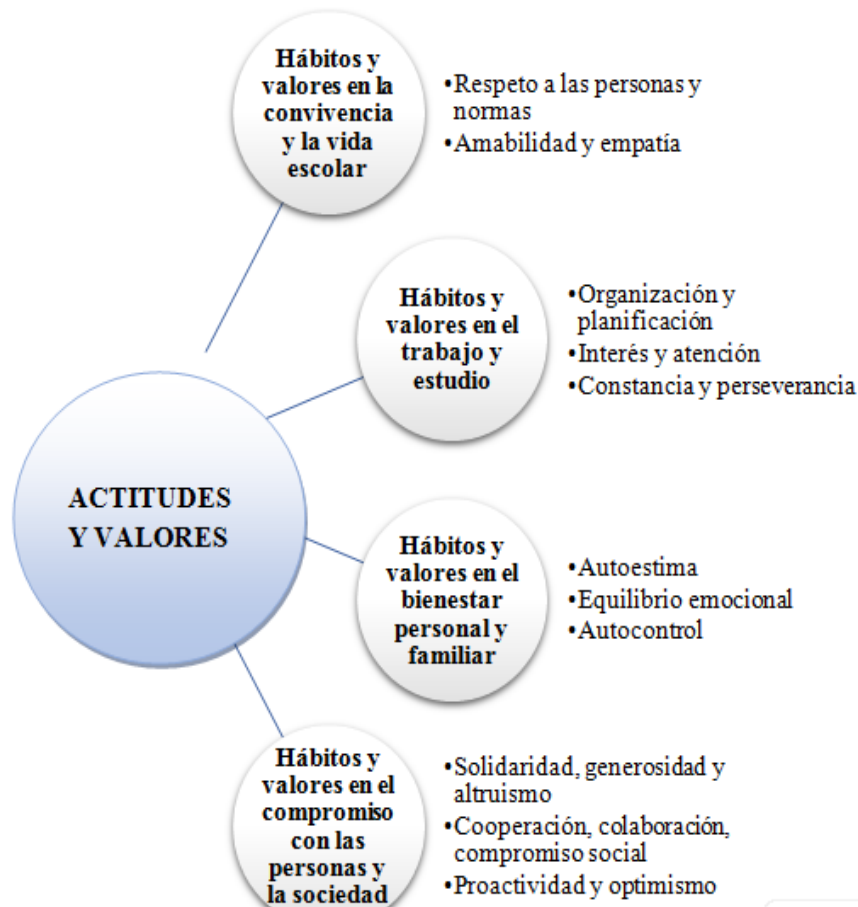 Hábitos y
valores en la
convivencia
y la vida
escolar
•Respeto a las personas y
normas
•Amabilidad y empatía
Hábitos y
valores en el
trabajo y
estudio
•Organización y
planificación
•Interés y atención
•Constancia y perseverancia
ACTITUDES
Y VALORES
Hábitos y
valores en el
bienestar
personal y
familiar
•Autoestima
•Equilibrio emocional
•Autocontrol
Hábitos y
valores en el
compromiso
con las
personas y
la sociedad
•Solidaridad, generosidad y
altruismo
•Cooperación, colaboración,
compromiso social
•Proactividad y optimismo